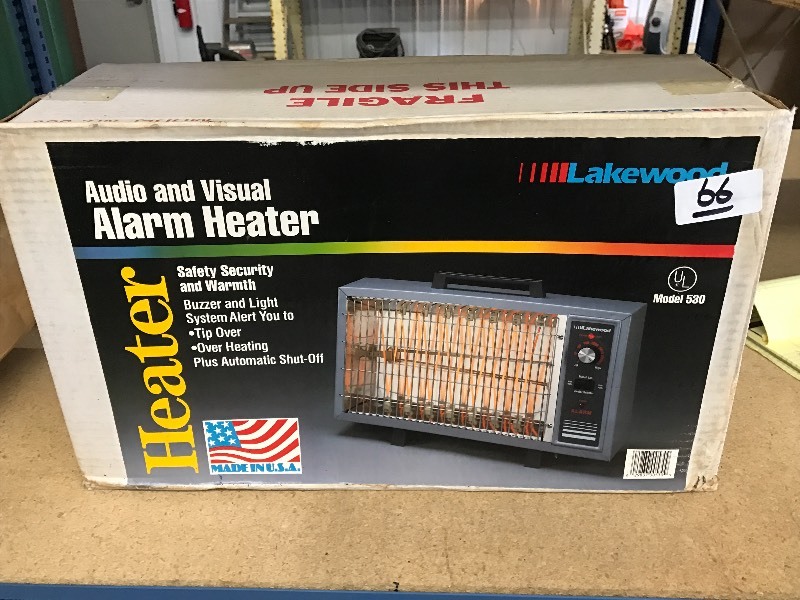 FRAGILE
THIS SIDE UP
Lakewood
66
Audio and Visual
Alarm Heater
Heater
Safety Security
and Warmth
Buzzer and Light
System Alert You to
•Tip Over
•Over Heating
Plus Automatic Shut-Off
UL
Model 530
Lakewood
MADE IN U.S.A.